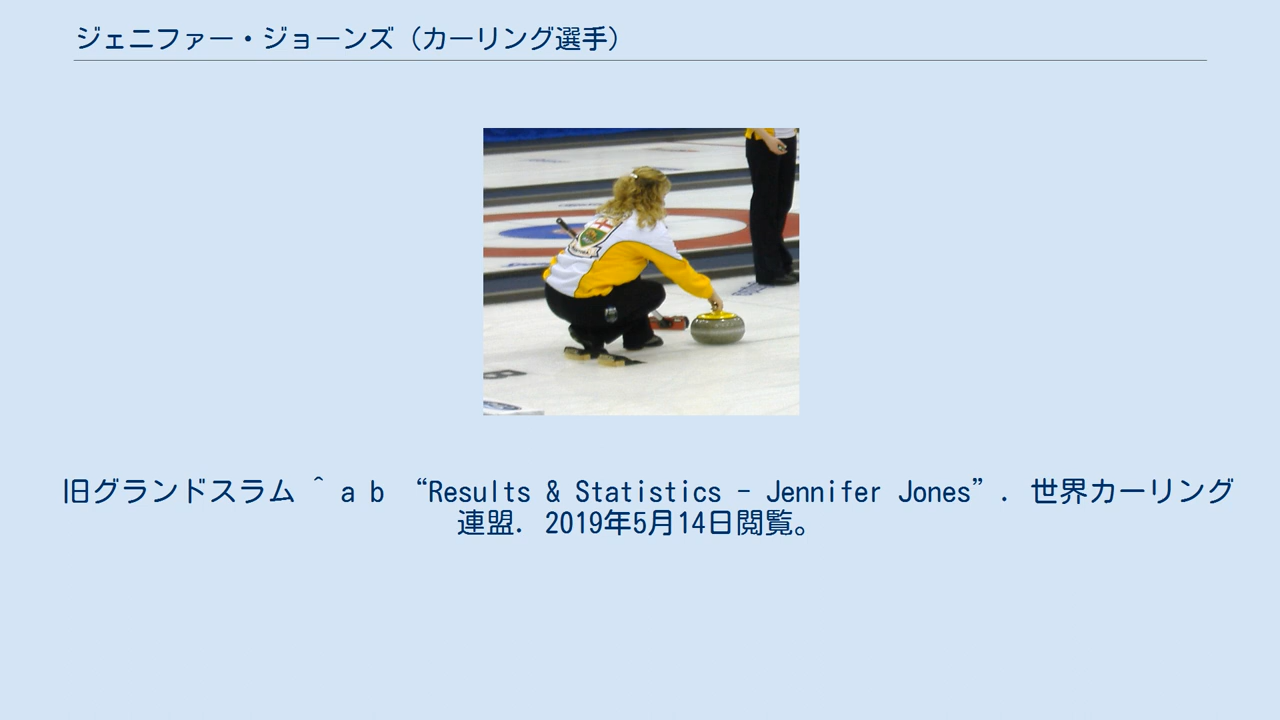 ジェニファー・ジョーンズ（カーリング選手）
旧グランドスラム ^ a b “Results & Statistics - Jennifer Jones”. 世界カーリング
連盟. 2019年5月14日閲覧。